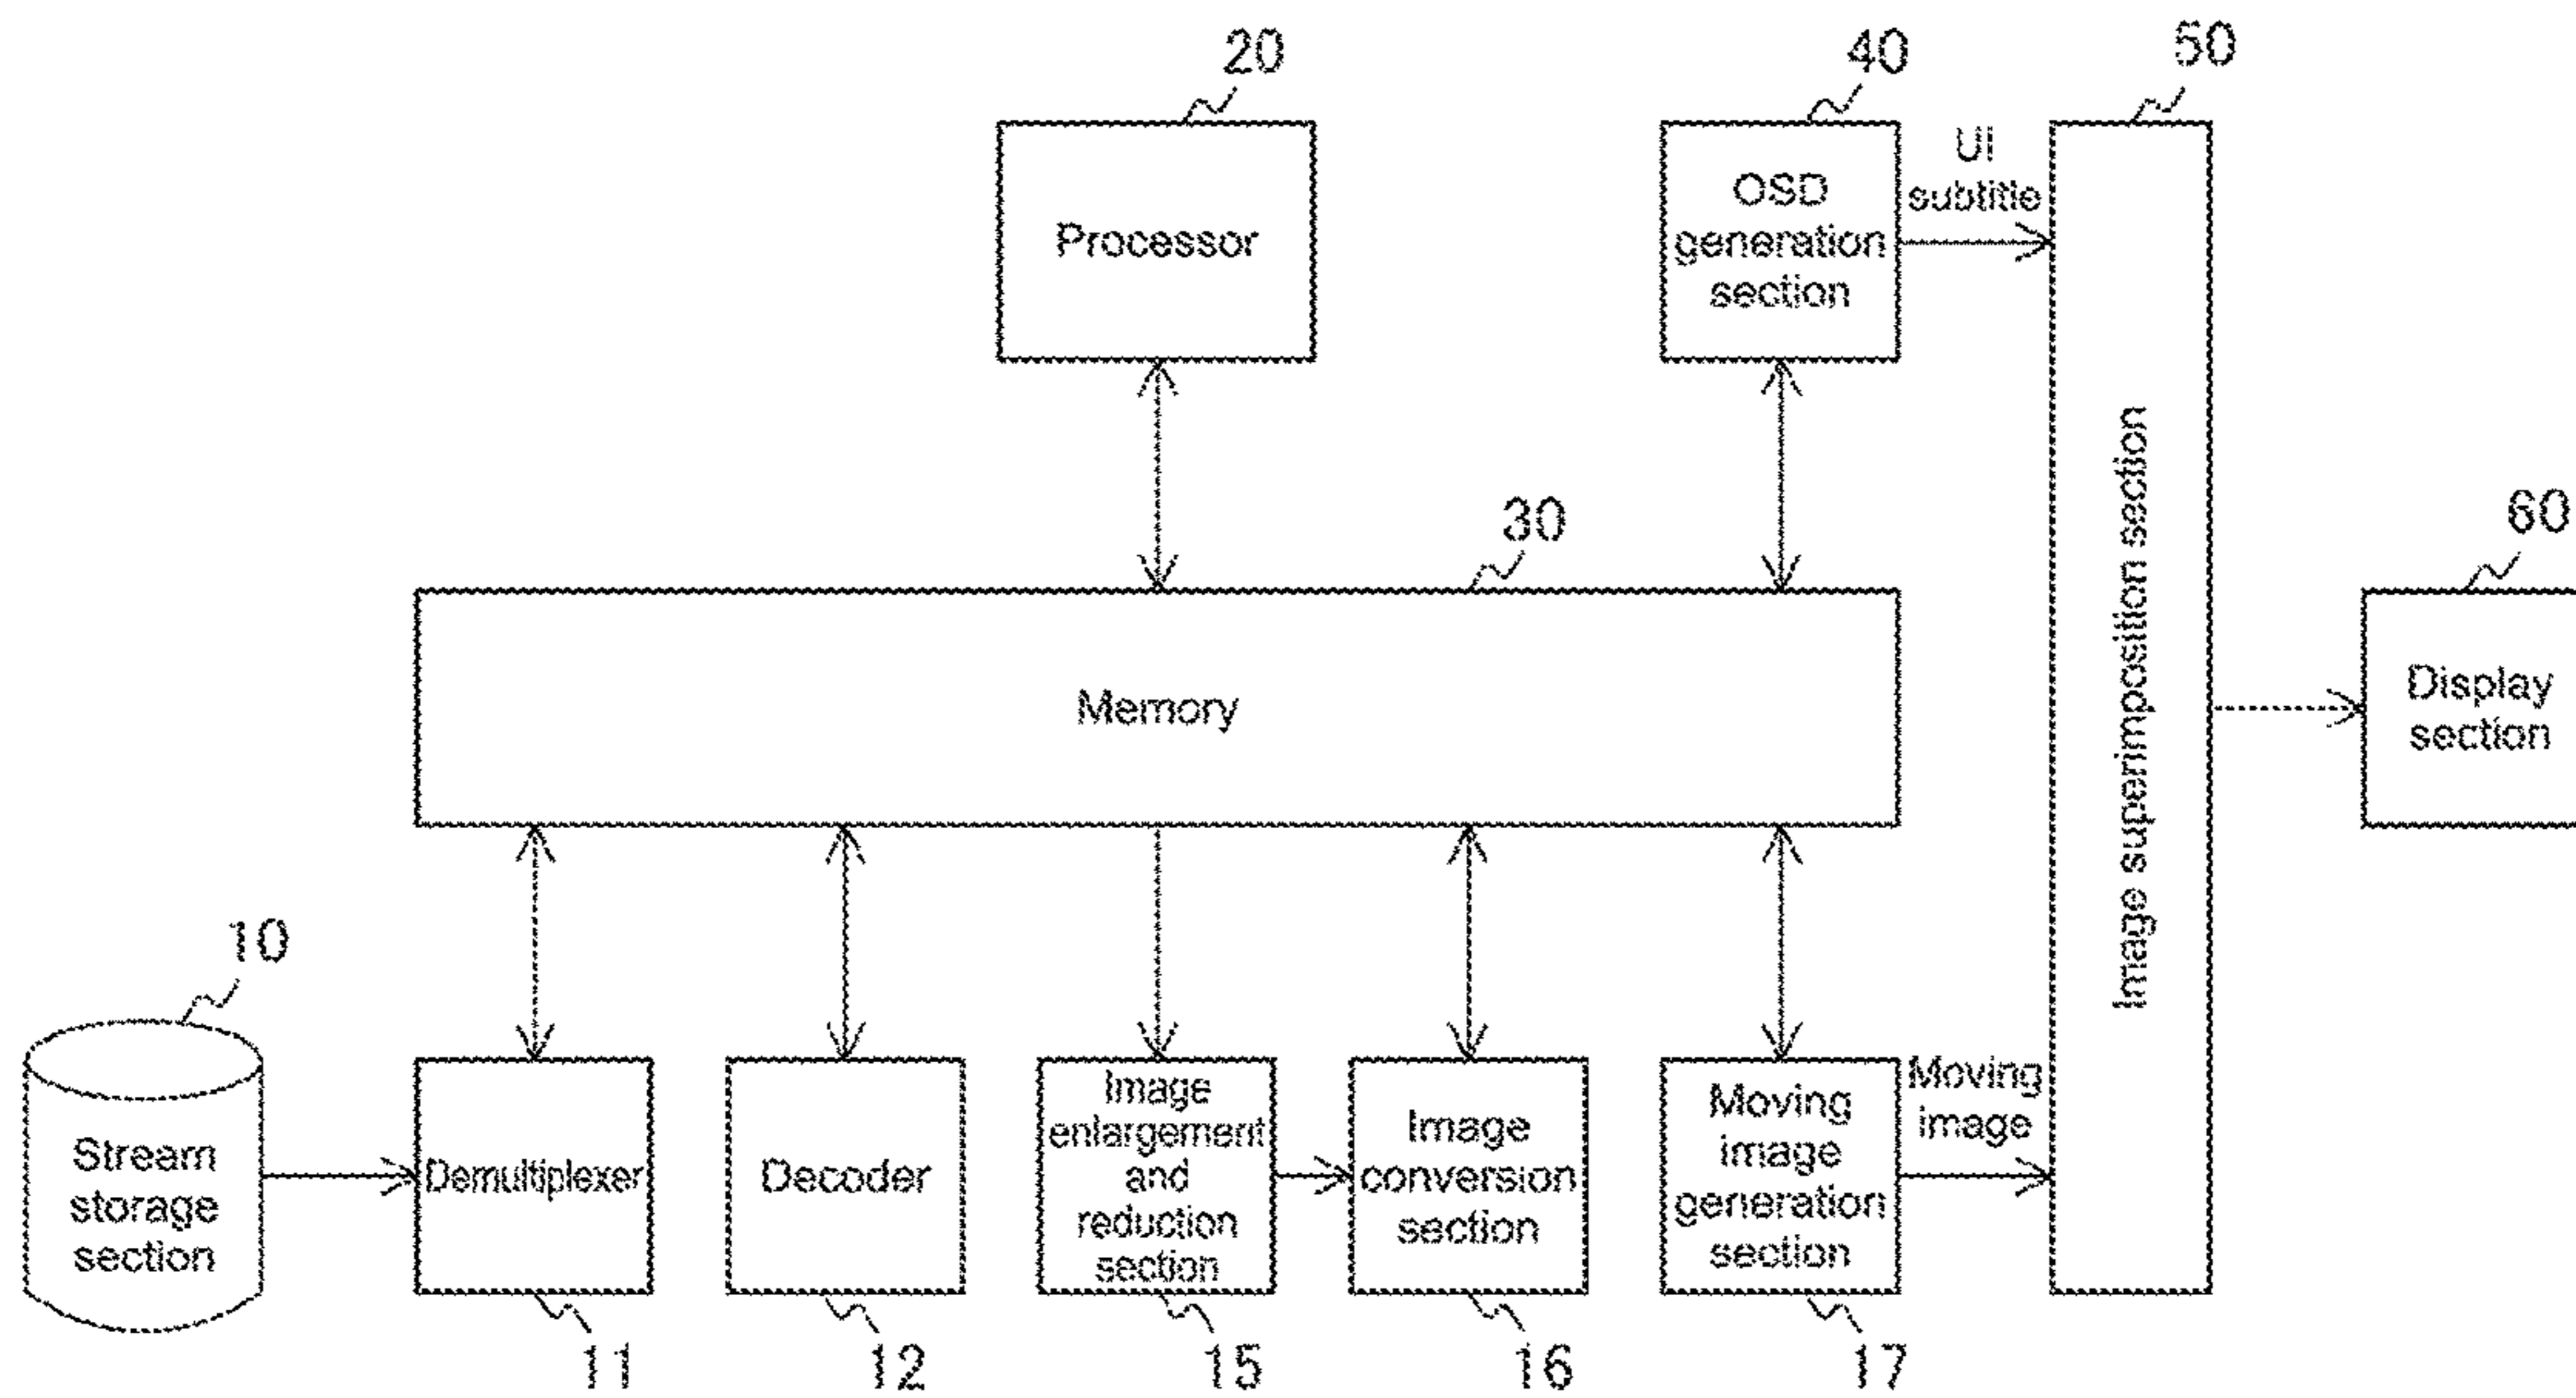 20
40
50
Processor
OSD
generation
section
UI
subtitle
Image superimposition section
30
60
Memory
Display
section
10
Stream
storage
section
Demultiplexer
Decoder
Image
enlargement
and
reduction
section
Image
conversion
section
Moving
image
generation
section
Moving
image
11
12
15
16
17